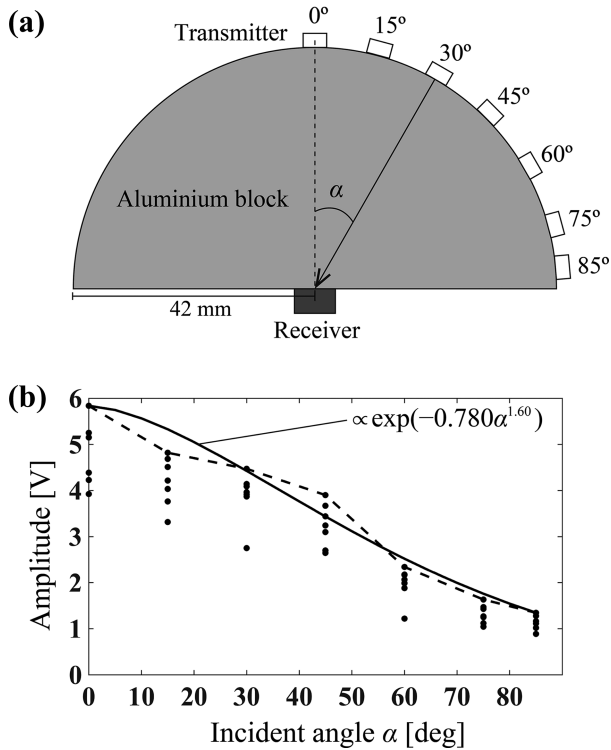 (a)
Transmitter
0º
15º
30º
45º
60º
75º
85º
α
Aluminium block
42 mm
Receiver
(b)
∝exp(−0.780α^1.60)
Amplitude [V]
6
5
4
3
2
1
0
0 10 20 30 40 50 60 70 80
Incident angle α [deg]